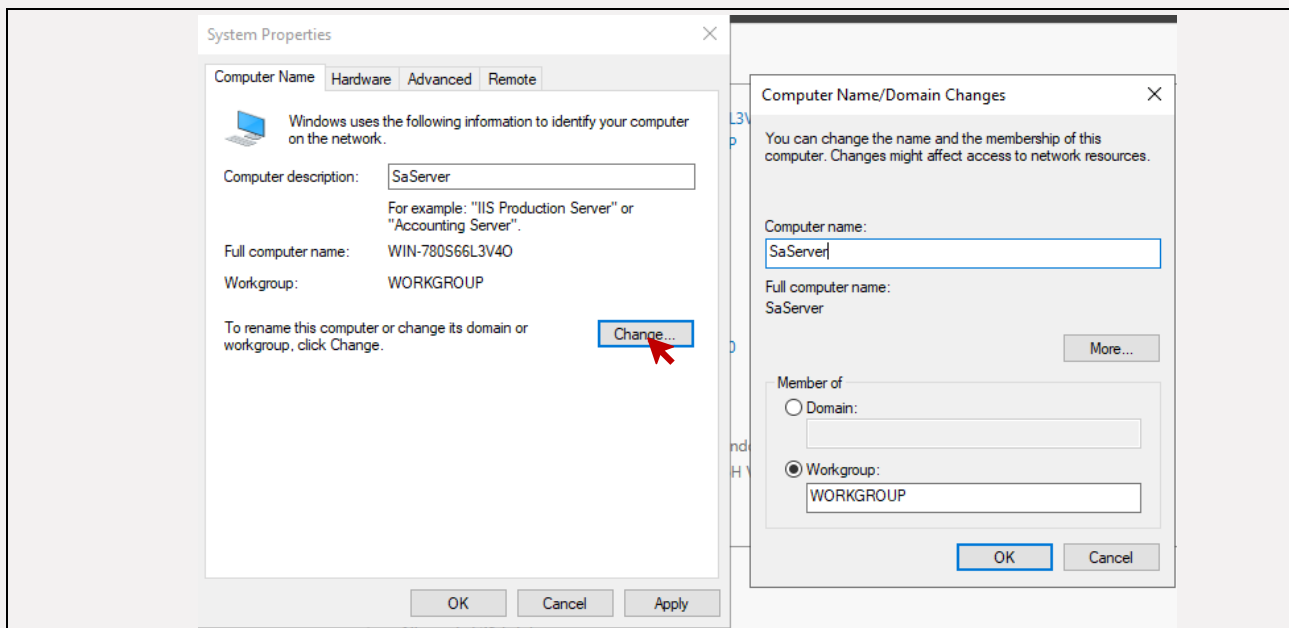 System Properties
Computer Name Hardware Advanced Remote
Windows uses the following information to identify your computer
on the network.
Computer description: SaServer
For example: "IIS Production Server" or
"Accounting Server".
Full computer name: WIN-780S66L3V4O
Workgroup: WORKGROUP
To rename this computer or change its domain or
workgroup, click Change.
Change...
OK Cancel Apply
Computer Name/Domain Changes
You can change the name and the membership of this
computer. Changes might affect access to network resources.
Computer name:
SaServer
Full computer name:
SaServer
More...
Member of
Domain:
Workgroup:
WORKGROUP
OK Cancel